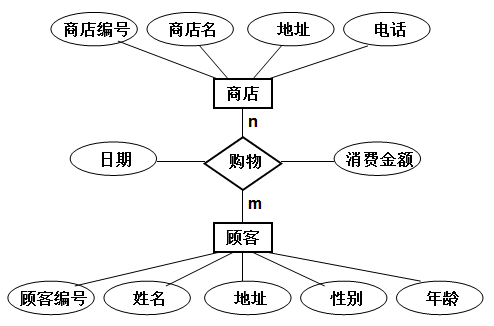 商店编号 商店名 地址 电话
商店
n
日期 购物 消费金额
m
顾客
顾客编号 姓名 地址 性别 年龄